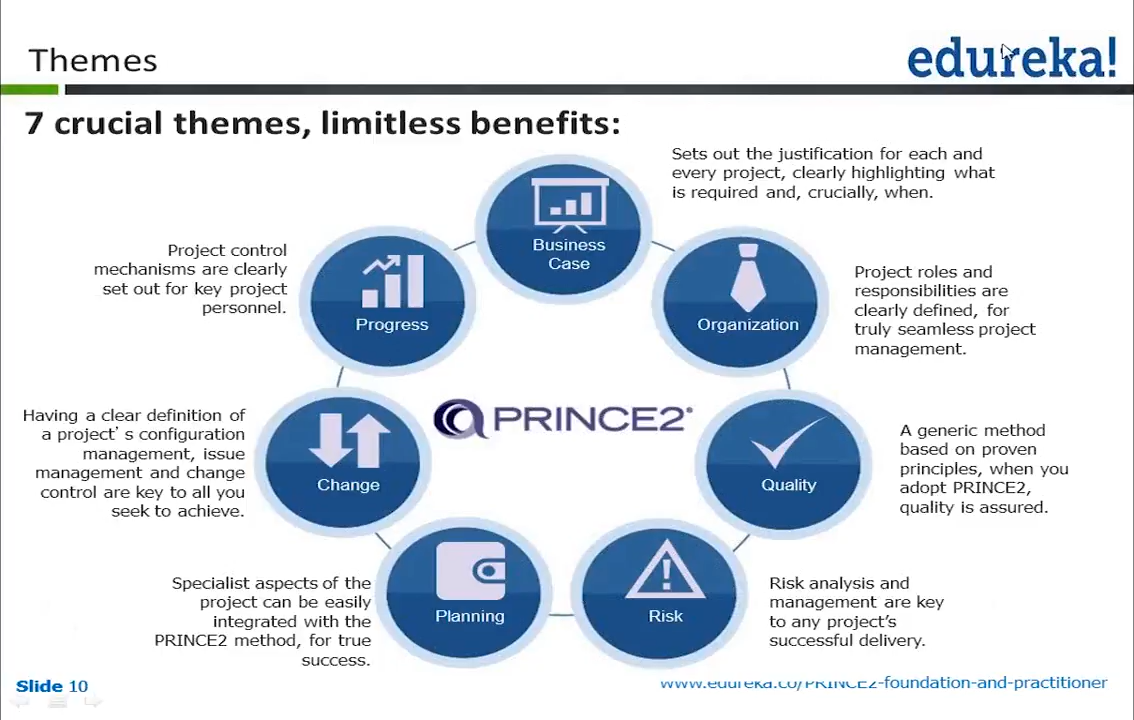 Themes
edureka!
7 crucial themes, limitless benefits:
Sets out the justification for each and
every project, clearly highlighting what
is required and, crucially, when.
Business
Case
Project control
mechanisms are clearly
set out for key project
personnel.
Progress
Organization
Project roles and
responsibilities are
clearly defined, for
truly seamless project
management.
Having a clear definition of
a project's configuration
management, issue
management and change
control are key to all you
seek to achieve.
Change
PRINCE2®
Quality
A generic method
based on proven
principles, when you
adopt PRINCE2,
quality is assured.
Specialist aspects of the
project can be easily
integrated with the
PRINCE2 method, for true
success.
Planning
Risk
Risk analysis and
management are key
to any project's
successful delivery.
Slide 10
www.edureka.co/PRINCE2-foundation-and-practitioner